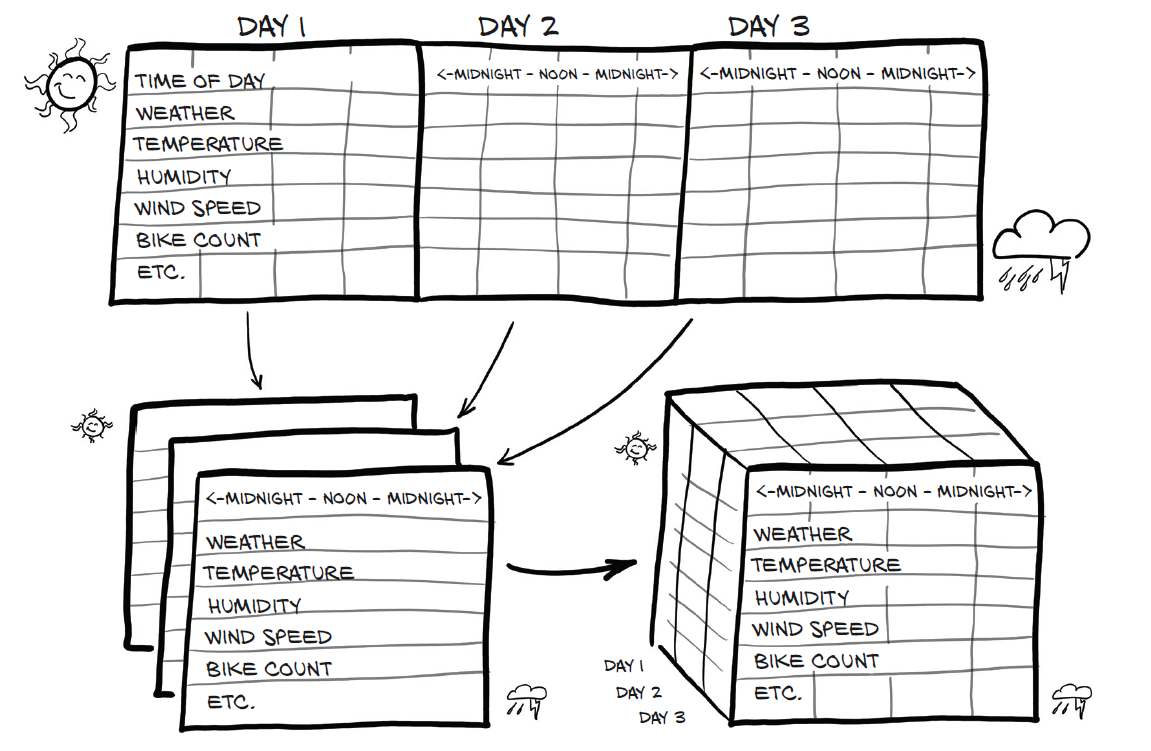 DAY 1 DAY 2 DAY 3
TIME OF DAY <-MIDNIGHT - NOON - MIDNIGHT-> <-MIDNIGHT - NOON - MIDNIGHT->
WEATHER
TEMPERATURE
HUMIDITY
WIND SPEED
BIKE COUNT
ETC.
<-MIDNIGHT - NOON - MIDNIGHT->
WEATHER
TEMPERATURE
HUMIDITY
WIND SPEED
BIKE COUNT
ETC.
<-MIDNIGHT - NOON - MIDNIGHT->
WEATHER
TEMPERATURE
HUMIDITY
WIND SPEED
BIKE COUNT
ETC.
DAY 1
DAY 2
DAY 3